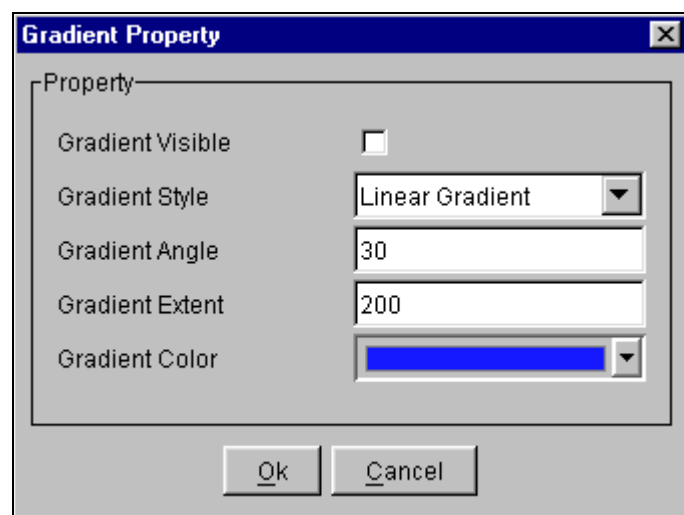 Gradient Property
Property
Gradient Visible
Gradient Style Linear Gradient
Gradient Angle 30
Gradient Extent 200
Gradient Color
Ok Cancel